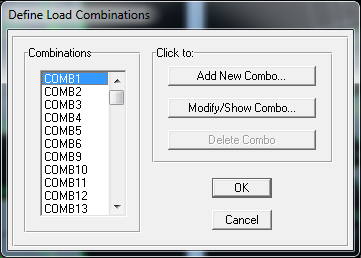 Define Load Combinations
Combinations
COMB1
COMB2
COMB3
COMB4
COMB5
COMB6
COMB9
COMB10
COMB11
COMB12
COMB13
Click to:
Add New Combo...
Modify/Show Combo...
Delete Combo
OK
Cancel